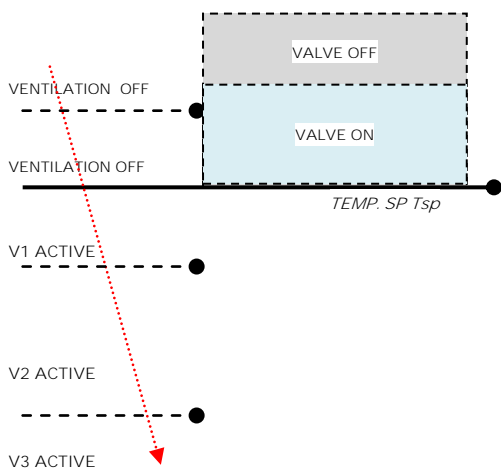 VALVE OFF
VENTILATION OFF
VALVE ON
VENTILATION OFF
TEMP. SP Tsp
V1 ACTIVE
V2 ACTIVE
V3 ACTIVE